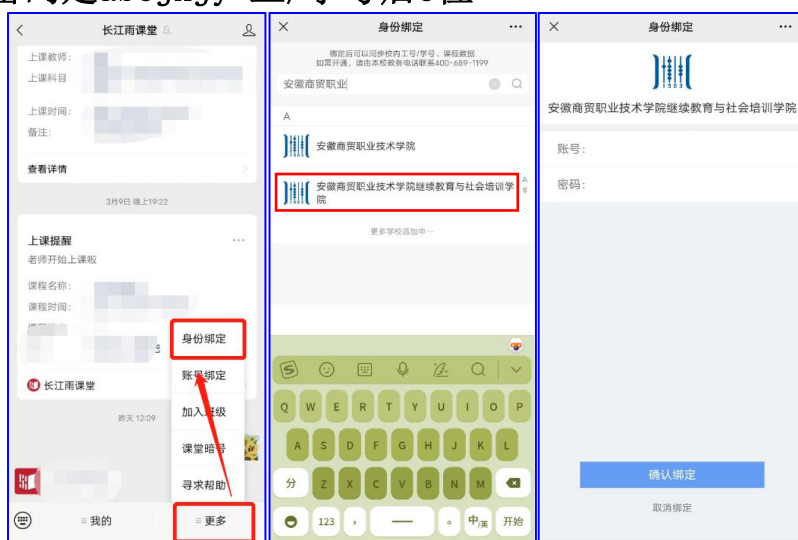 长江雨课堂
上课教师:
上课科目
上课时间:
备注:
查看详情
3月9日 晚上19:22
上课提醒
老师开始上课啦
课程名称:
课程时间:
身份绑定
账号绑定
长江雨课堂
加入班级
昨天 12:09
课堂暗号
寻求帮助
我的
更多
身份绑定
绑定后可以同步校内工号/学号、课程数据
如需开通，请由本校教务电话联系400-689-1199
安徽商贸职业
A
安徽商贸职业技术学院
安徽商贸职业技术学院继续教育与社会培训学
院
A
#
更多学校添加中…
Q W E R T Y U I O P
A S D F G H J K L
分 Z X C V B N M
123 ， 。 中/英 开始
身份绑定
1983
安徽商贸职业技术学院继续教育与社会培训学院
账号:
密码:
确认绑定
取消绑定